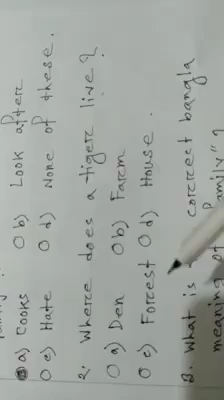 a) Cooks b) Look after
c) Hate d) None of these.
2. Where does a tiger live?
a) Den b) Farm
c) Forest d) House.
3. What is correct bangla
meaning of "Family"?